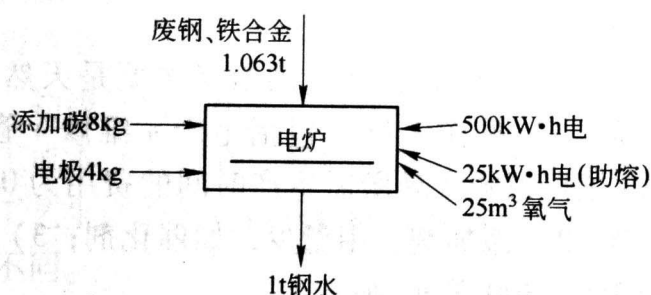 废钢、铁合金
1.063t
添加碳8kg
电极4kg
电炉
500kW•h电
25kW•h电(助熔)
25m³氧气
1t钢水